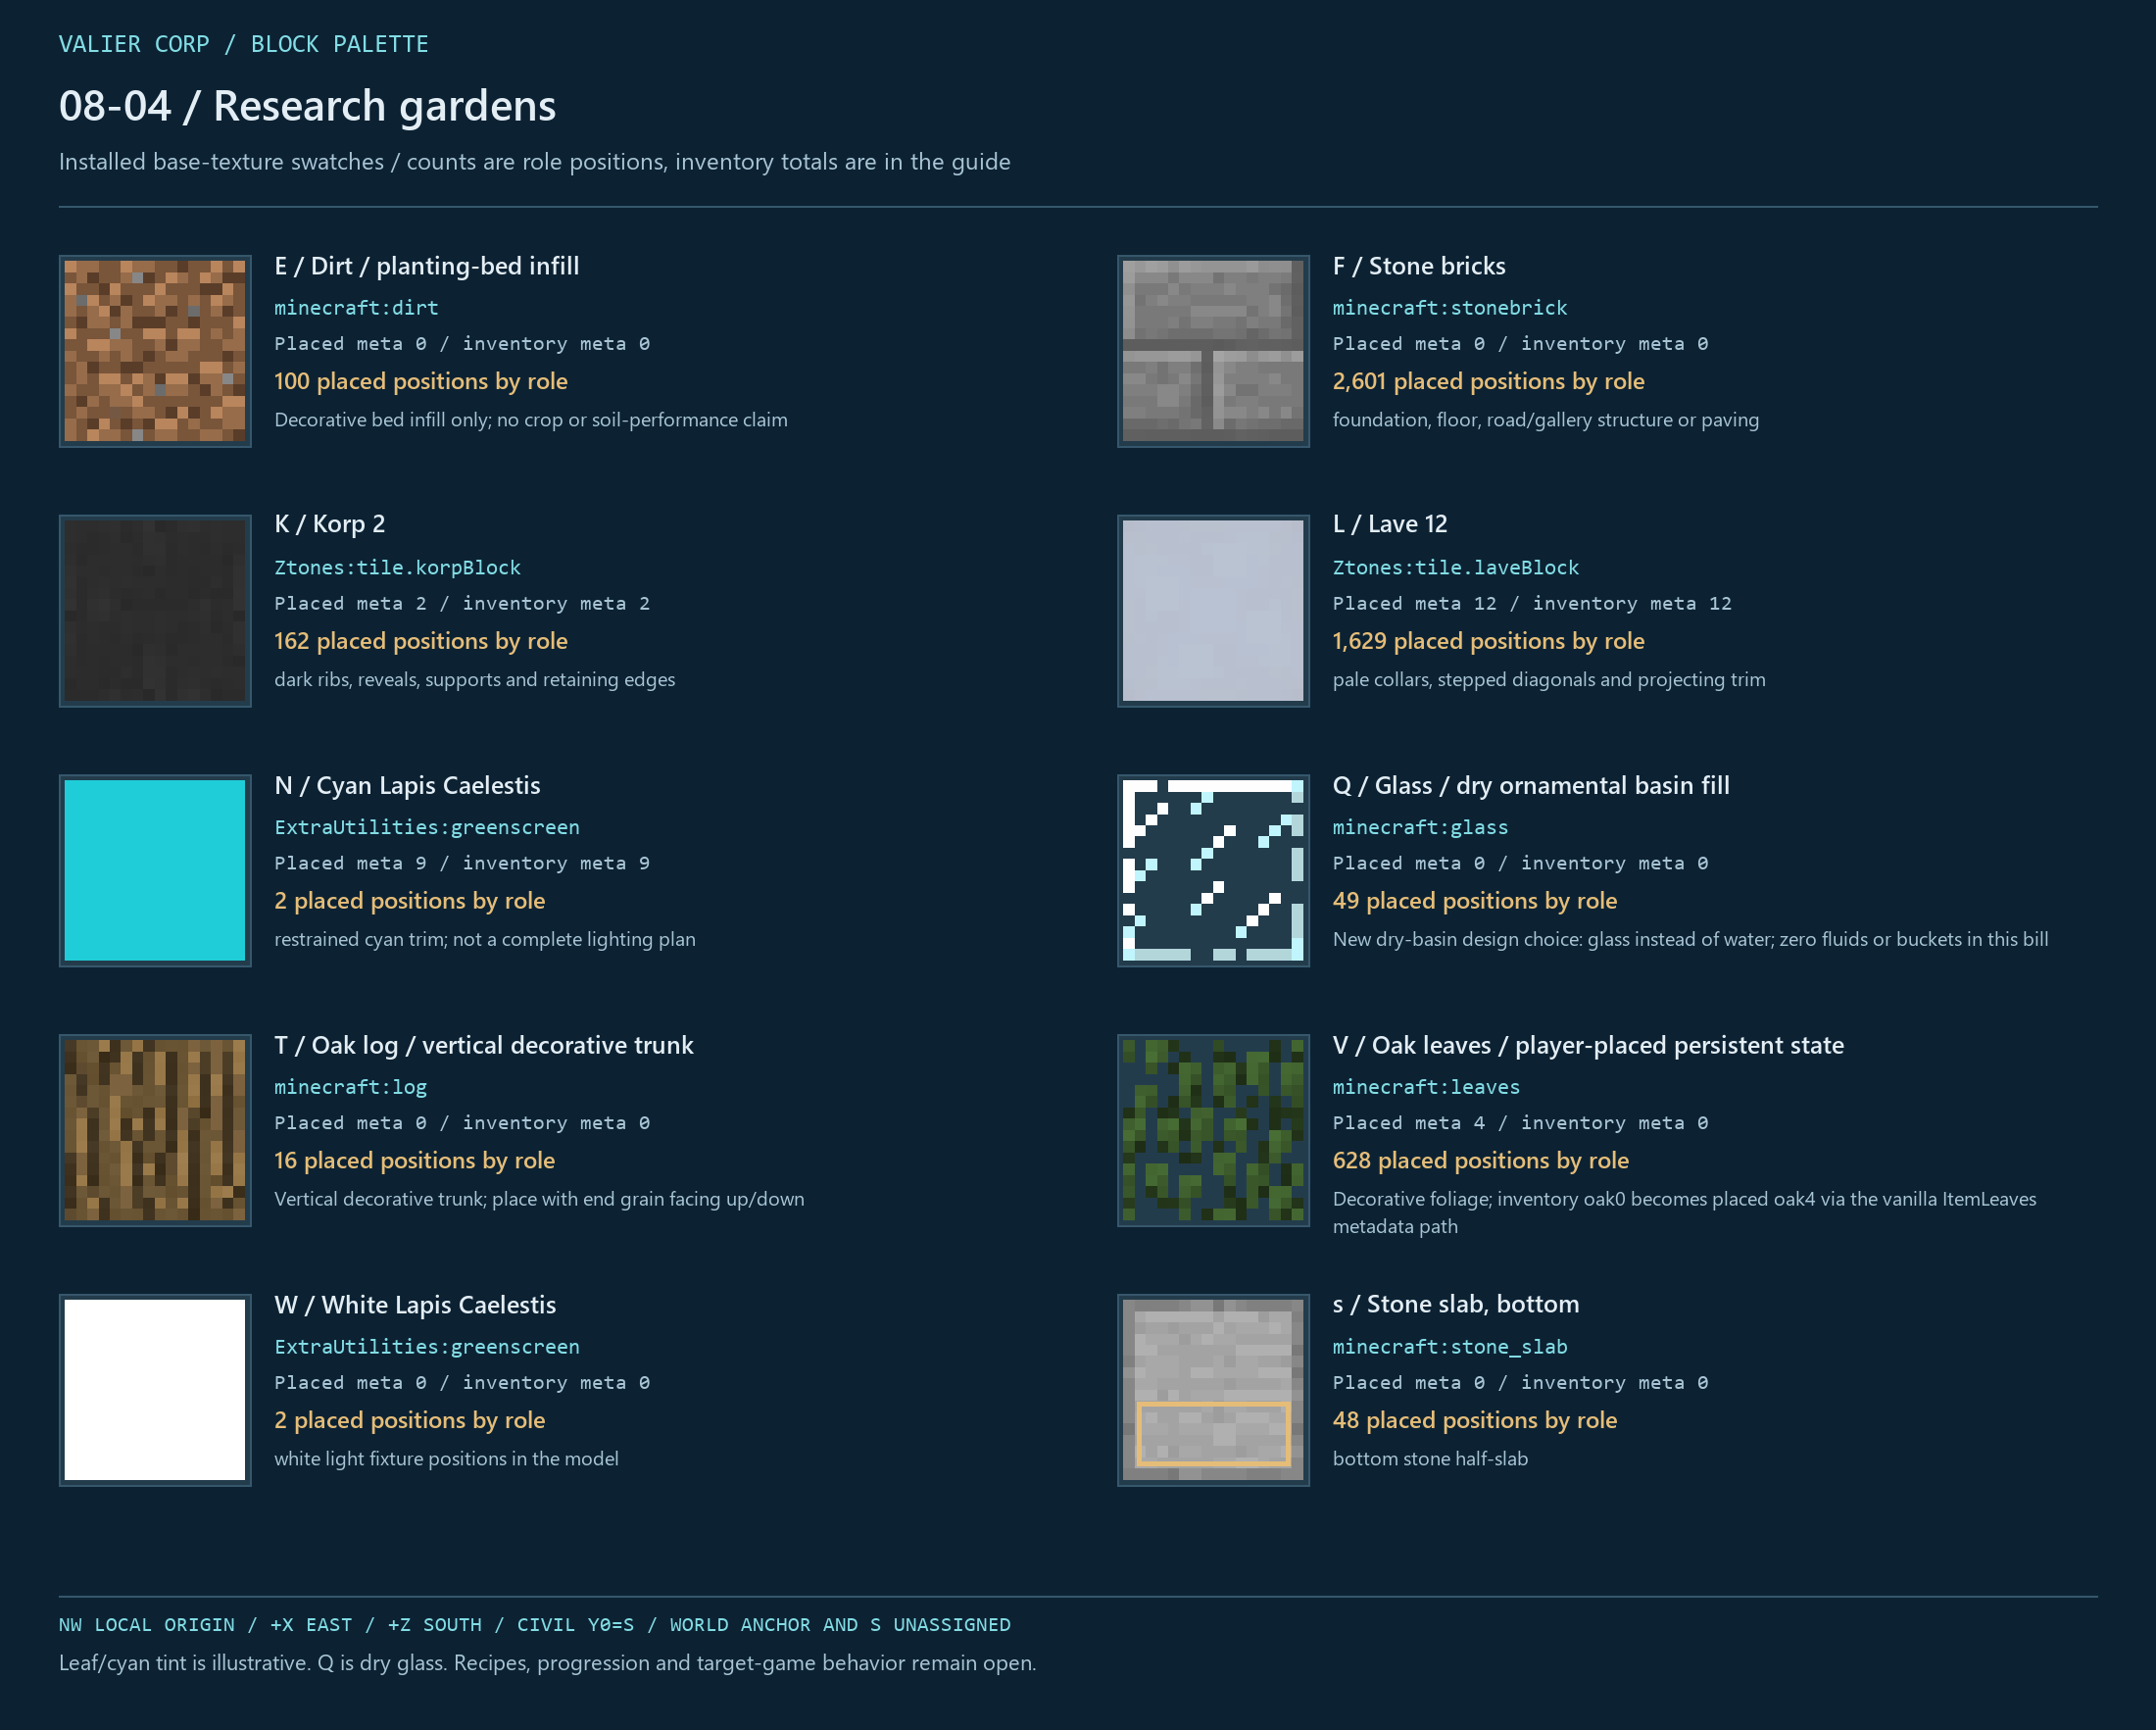 VALIER CORP / BLOCK PALETTE
08-04 / Research gardens
Installed base-texture swatches / counts are role positions, inventory totals are in the guide
E / Dirt / planting-bed infill
minecraft:dirt
Placed meta 0 / inventory meta 0
100 placed positions by role
Decorative bed infill only; no crop or soil-performance claim
F / Stone bricks
minecraft:stonebrick
Placed meta 0 / inventory meta 0
2,601 placed positions by role
foundation, floor, road/gallery structure or paving
K / Korp 2
Ztones:tile.korpBlock
Placed meta 2 / inventory meta 2
162 placed positions by role
dark ribs, reveals, supports and retaining edges
L / Lave 12
Ztones:tile.laveBlock
Placed meta 12 / inventory meta 12
1,629 placed positions by role
pale collars, stepped diagonals and projecting trim
N / Cyan Lapis Caelestis
ExtraUtilities:greenscreen
Placed meta 9 / inventory meta 9
2 placed positions by role
restrained cyan trim; not a complete lighting plan
Q / Glass / dry ornamental basin fill
minecraft:glass
Placed meta 0 / inventory meta 0
49 placed positions by role
New dry-basin design choice: glass instead of water; zero fluids or buckets in this bill
T / Oak log / vertical decorative trunk
minecraft:log
Placed meta 0 / inventory meta 0
16 placed positions by role
Vertical decorative trunk; place with end grain facing up/down
V / Oak leaves / player-placed persistent state
minecraft:leaves
Placed meta 4 / inventory meta 0
628 placed positions by role
Decorative foliage; inventory oak0 becomes placed oak4 via the vanilla ItemLeaves
metadata path
W / White Lapis Caelestis
ExtraUtilities:greenscreen
Placed meta 0 / inventory meta 0
2 placed positions by role
white light fixture positions in the model
s / Stone slab, bottom
minecraft:stone_slab
Placed meta 0 / inventory meta 0
48 placed positions by role
bottom stone half-slab
NW LOCAL ORIGIN / +X EAST / +Z SOUTH / CIVIL Y0=S / WORLD ANCHOR AND S UNASSIGNED
Leaf/cyan tint is illustrative. Q is dry glass. Recipes, progression and target-game behavior remain open.